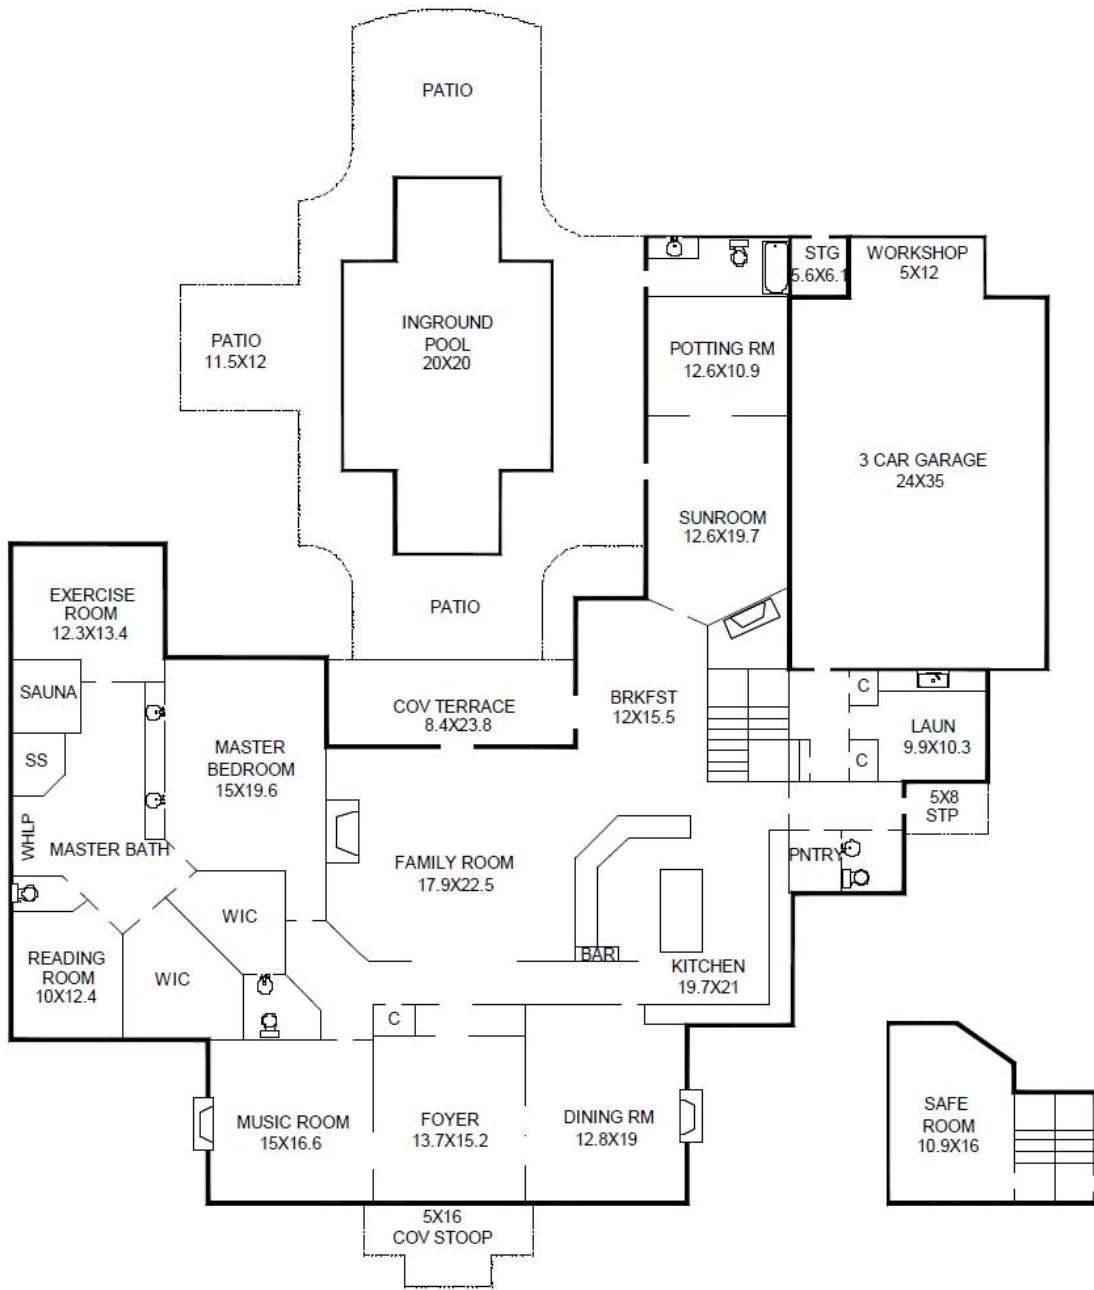 PATIO
STG
5.6X6.1
WORKSHOP
5X12
INGROUND
POOL
20X20
PATIO
11.5X12
POTTING RM
12.6X10.9
3 CAR GARAGE
24X35
SUNROOM
12.6X19.7
EXERCISE
ROOM
12.3X13.4
PATIO
SAUNA
C
BRKFST
12X15.5
COV TERRACE
8.4X23.8
LAUN
9.9X10.3
MASTER
BEDROOM
15X19.6
SS
C
5X8
STP
WHLP
MASTER BATH
PNTRY
FAMILY ROOM
17.9X22.5
WIC
BAR
READING
ROOM
10X12.4
WIC
KITCHEN
19.7X21
C
MUSIC ROOM
15X16.6
FOYER
13.7X15.2
DINING RM
12.8X19
SAFE
ROOM
10.9X16
5X16
COV STOOP